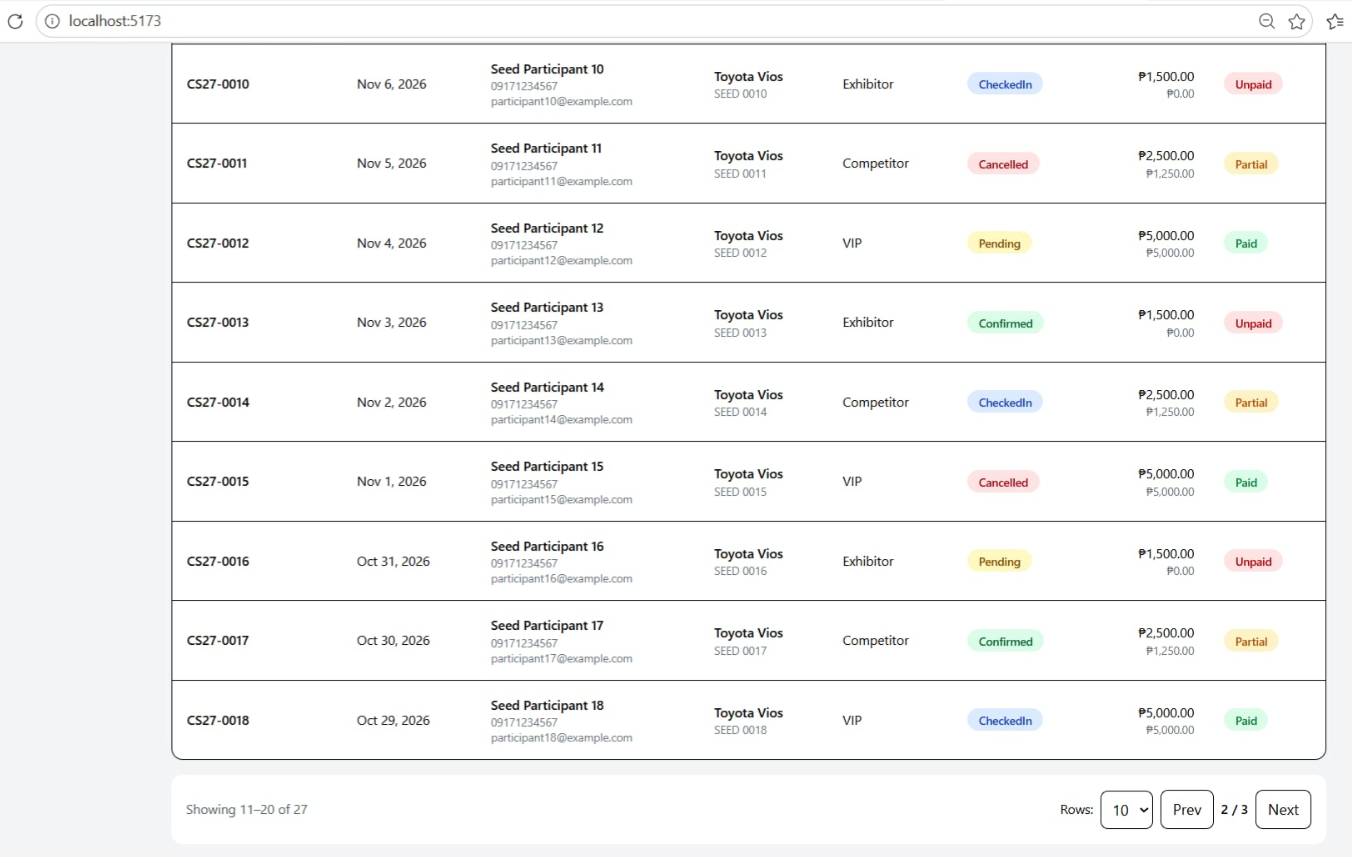 localhost:5173
CS27-0010 Nov 6, 2026 Seed Participant 10 Toyota Vios Exhibitor CheckedIn ₱1,500.00 Unpaid
09171234567 SEED 0010 ₱0.00
participant10@example.com
CS27-0011 Nov 5, 2026 Seed Participant 11 Toyota Vios Competitor Cancelled ₱2,500.00 Partial
09171234567 SEED 0011 ₱1,250.00
participant11@example.com
CS27-0012 Nov 4, 2026 Seed Participant 12 Toyota Vios VIP Pending ₱5,000.00 Paid
09171234567 SEED 0012 ₱5,000.00
participant12@example.com
CS27-0013 Nov 3, 2026 Seed Participant 13 Toyota Vios Exhibitor Confirmed ₱1,500.00 Unpaid
09171234567 SEED 0013 ₱0.00
participant13@example.com
CS27-0014 Nov 2, 2026 Seed Participant 14 Toyota Vios Competitor CheckedIn ₱2,500.00 Partial
09171234567 SEED 0014 ₱1,250.00
participant14@example.com
CS27-0015 Nov 1, 2026 Seed Participant 15 Toyota Vios VIP Cancelled ₱5,000.00 Paid
09171234567 SEED 0015 ₱5,000.00
participant15@example.com
CS27-0016 Oct 31, 2026 Seed Participant 16 Toyota Vios Exhibitor Pending ₱1,500.00 Unpaid
09171234567 SEED 0016 ₱0.00
participant16@example.com
CS27-0017 Oct 30, 2026 Seed Participant 17 Toyota Vios Competitor Confirmed ₱2,500.00 Partial
09171234567 SEED 0017 ₱1,250.00
participant17@example.com
CS27-0018 Oct 29, 2026 Seed Participant 18 Toyota Vios VIP CheckedIn ₱5,000.00 Paid
09171234567 SEED 0018 ₱5,000.00
participant18@example.com
Showing 11–20 of 27 Rows: 10 Prev 2 / 3 Next